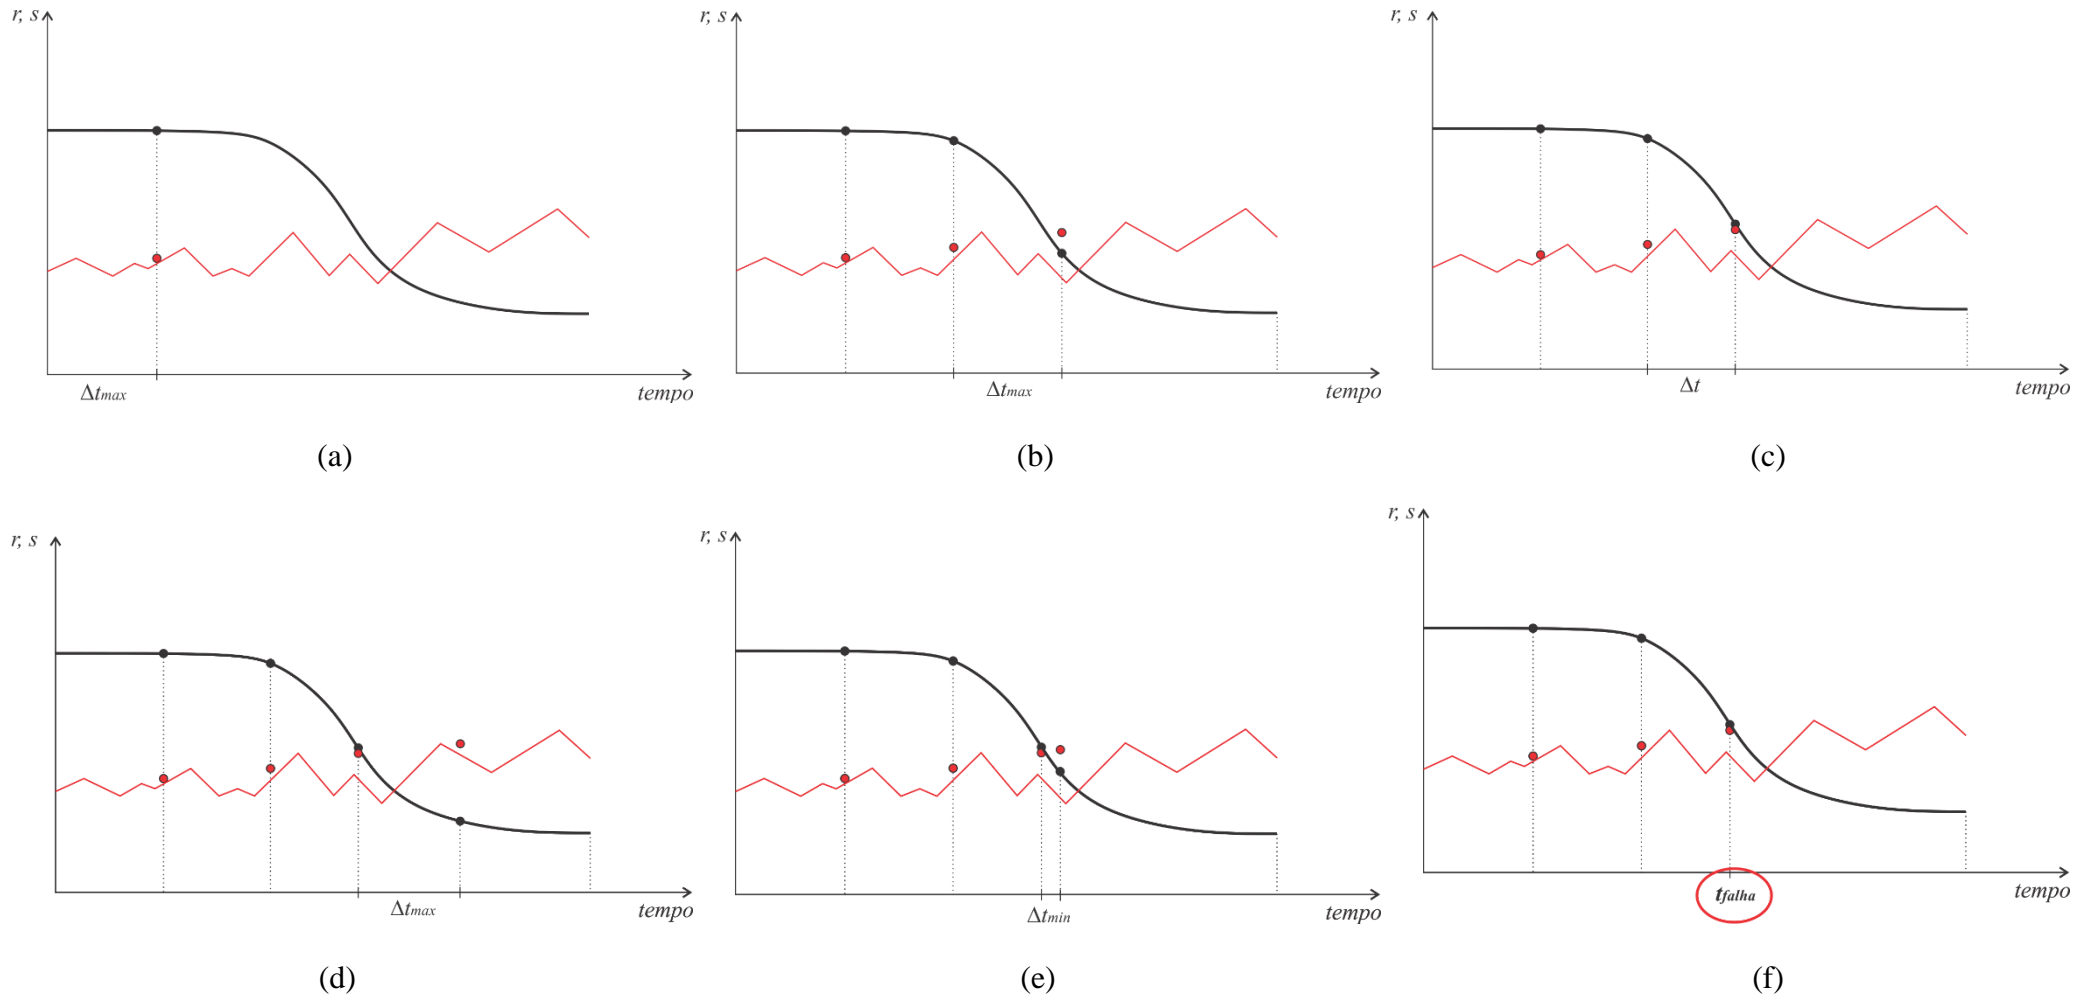 r, s
Δtmax
tempo
(a)
r, s
Δtmax
tempo
(b)
r, s
Δt
tempo
(c)
r, s
Δtmax
tempo
(d)
r, s
Δtmin
tempo
(e)
r, s
tfalha
tempo
(f)